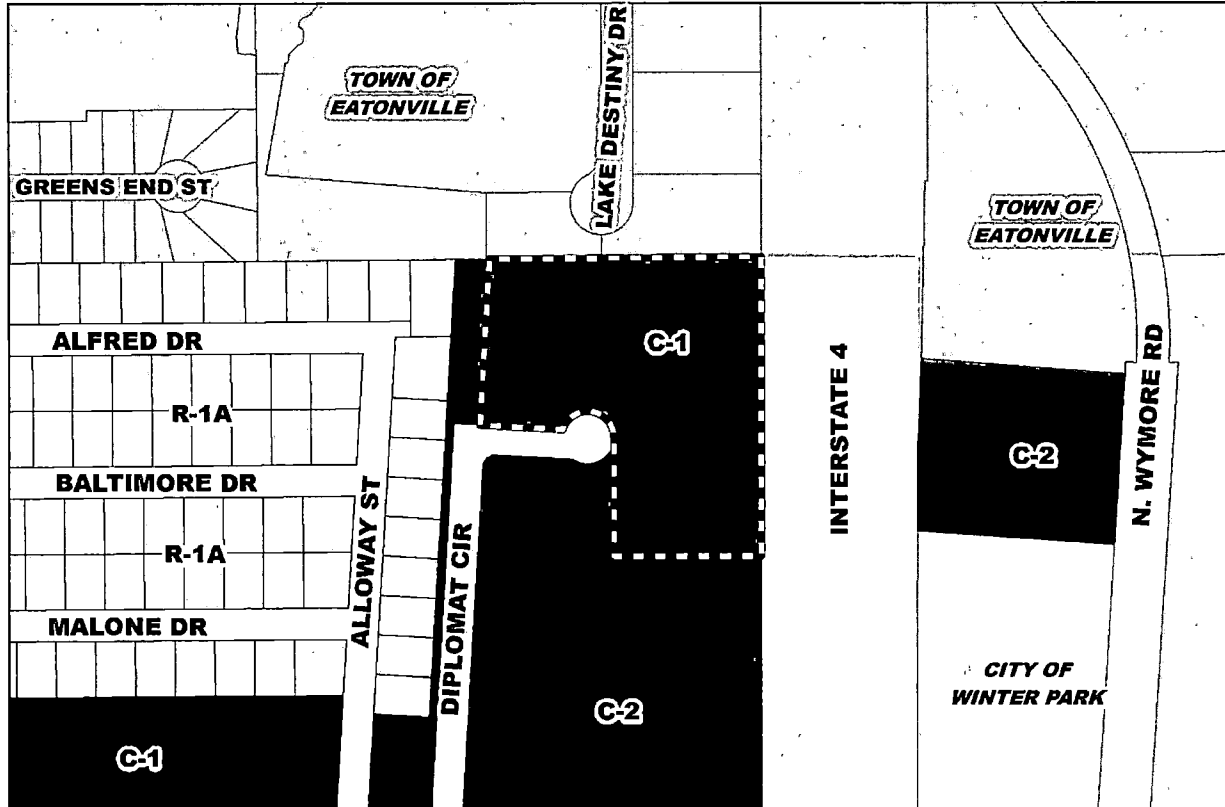 TOWN OF
EATONVILLE
LAKE DESTINY DR
GREENS END ST
TOWN OF
EATONVILLE
ALFRED DR
C-1
R-1A
INTERSTATE 4
N. WYMORE RD
C-2
BALTIMORE DR
R-1A
ALLOWAY ST
DIPLOMAT CIR
MALONE DR
C-2
CITY OF
WINTER PARK
C-1